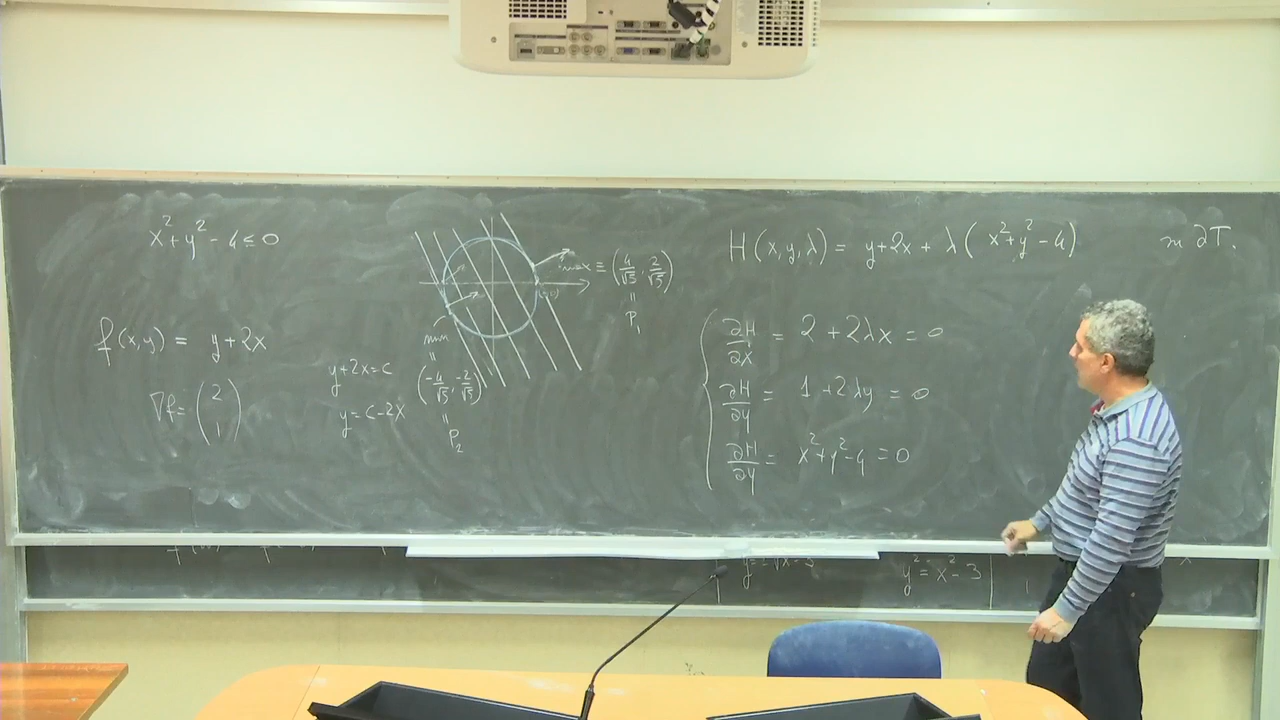 x²+y²-4≤0
f(x,y) = y+2x
∇f= (2 1)
y+2x=c
y=c-2x
max ≡ (4/√5, 2/√5)
"
P₁
min
"
(-4/√5, -2/√5)
"
P₂
H(x,y,λ) = y+2x + λ(x²+y²-4)
∂T.
∂H/∂x = 2 + 2λx = 0
∂H/∂y = 1 + 2λy = 0
∂H/∂y = x²+y²-4 = 0
y²=x²-3